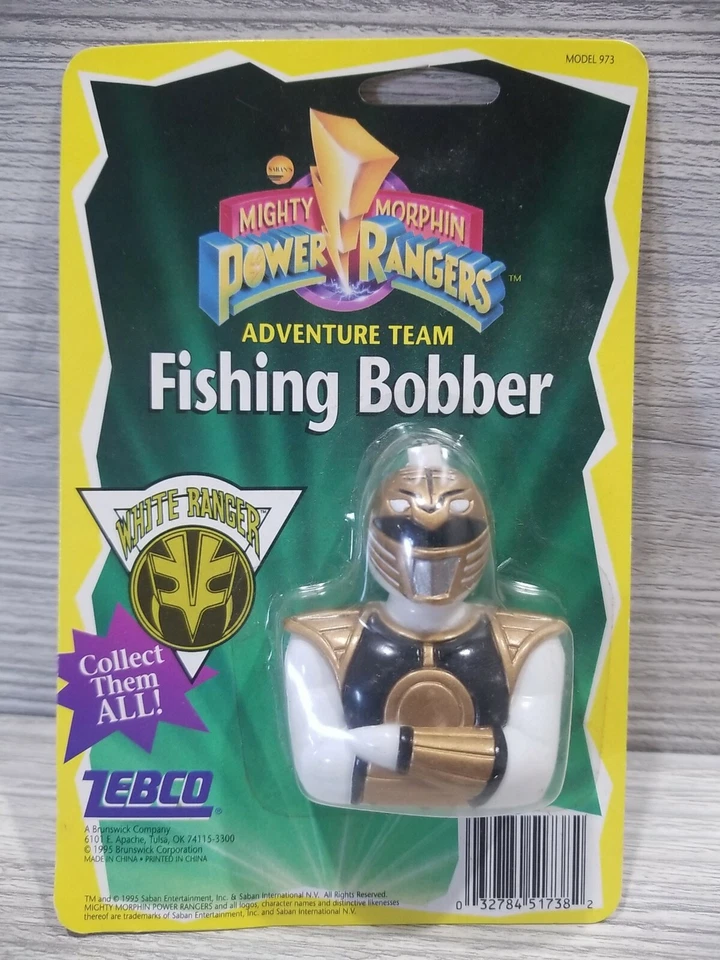 MODEL 973
SABAN'S
MIGHTY MORPHIN
POWER RANGERS™
ADVENTURE TEAM
Fishing Bobber
WHITE RANGER™
Collect
Them
ALL!
ZEBCO®
A Brunswick Company
6101 E. Apache, Tulsa, OK 74115-3300
© 1995 Brunswick Corporation
MADE IN CHINA • PRINTED IN CHINA
TM and © 1995 Saban Entertainment, Inc. & Saban International N.V. All Rights Reserved.
MIGHTY MORPHIN POWER RANGERS and all logos, character names and distinctive likenesses
thereof are trademarks of Saban Entertainment, Inc. and Saban International N.V.
0 32784 51738 2